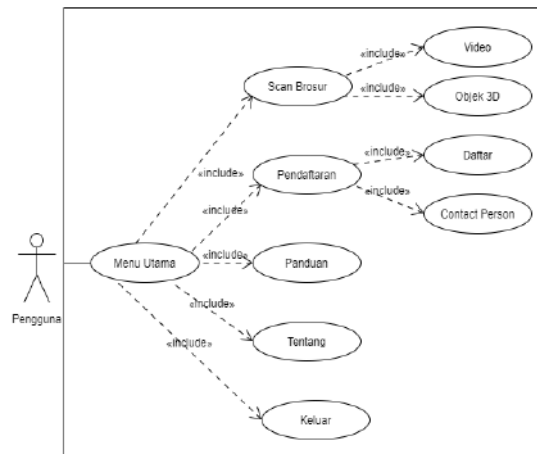 «include»
Video
Scan Brosur
«include»
Objek 3D
«include»
«include»
Daftar
Pendaftaran
«include»
«include»
Contact Person
Menu Utama
«include»
Panduan
Pengguna
«include»
Tentang
«include»
Keluar